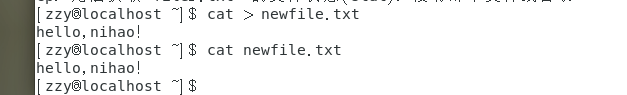 [zzy@localhost ~]$ cat > newfile.txt
hello,nihao!
[zzy@localhost ~]$ cat newfile.txt
hello,nihao!
[zzy@localhost ~]$